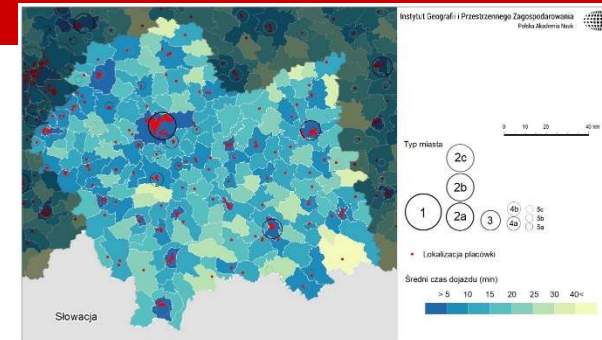 Instytut Geografii i Przestrzennego Zagospodarowania
Polska Akademia Nauk
0 10 20 40 km
Typ miasta
2c
2b
1 2a 3 4b 4a 5c 5b 5a
Lokalizacja placówki
Średni czas dojazdu (min)
> 5 10 15 20 25 30 40<
Słowacja